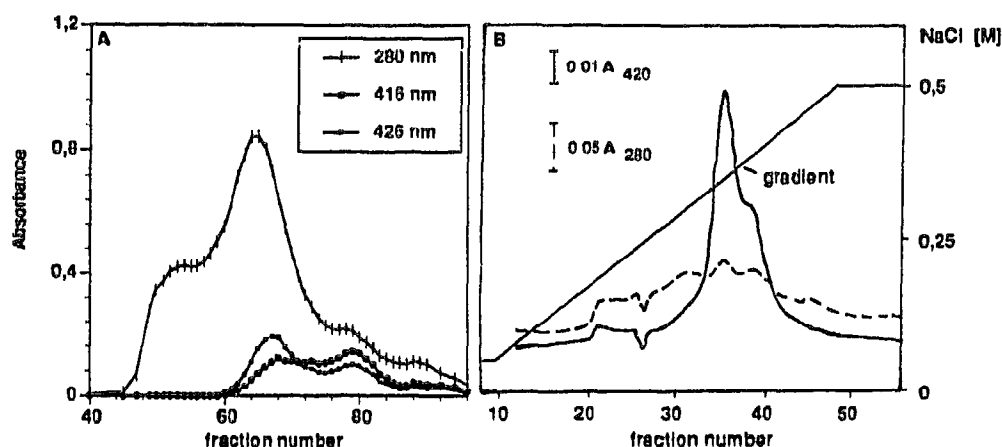 A
1,2
0,8
0,4
0
Absorbance
40
60
80
fraction number
280 nm
416 nm
426 nm
B
0.01 A 420
0.05 A 280
gradient
NaCl [M]
0,5
0,25
0
10
20
30
40
50
fraction number